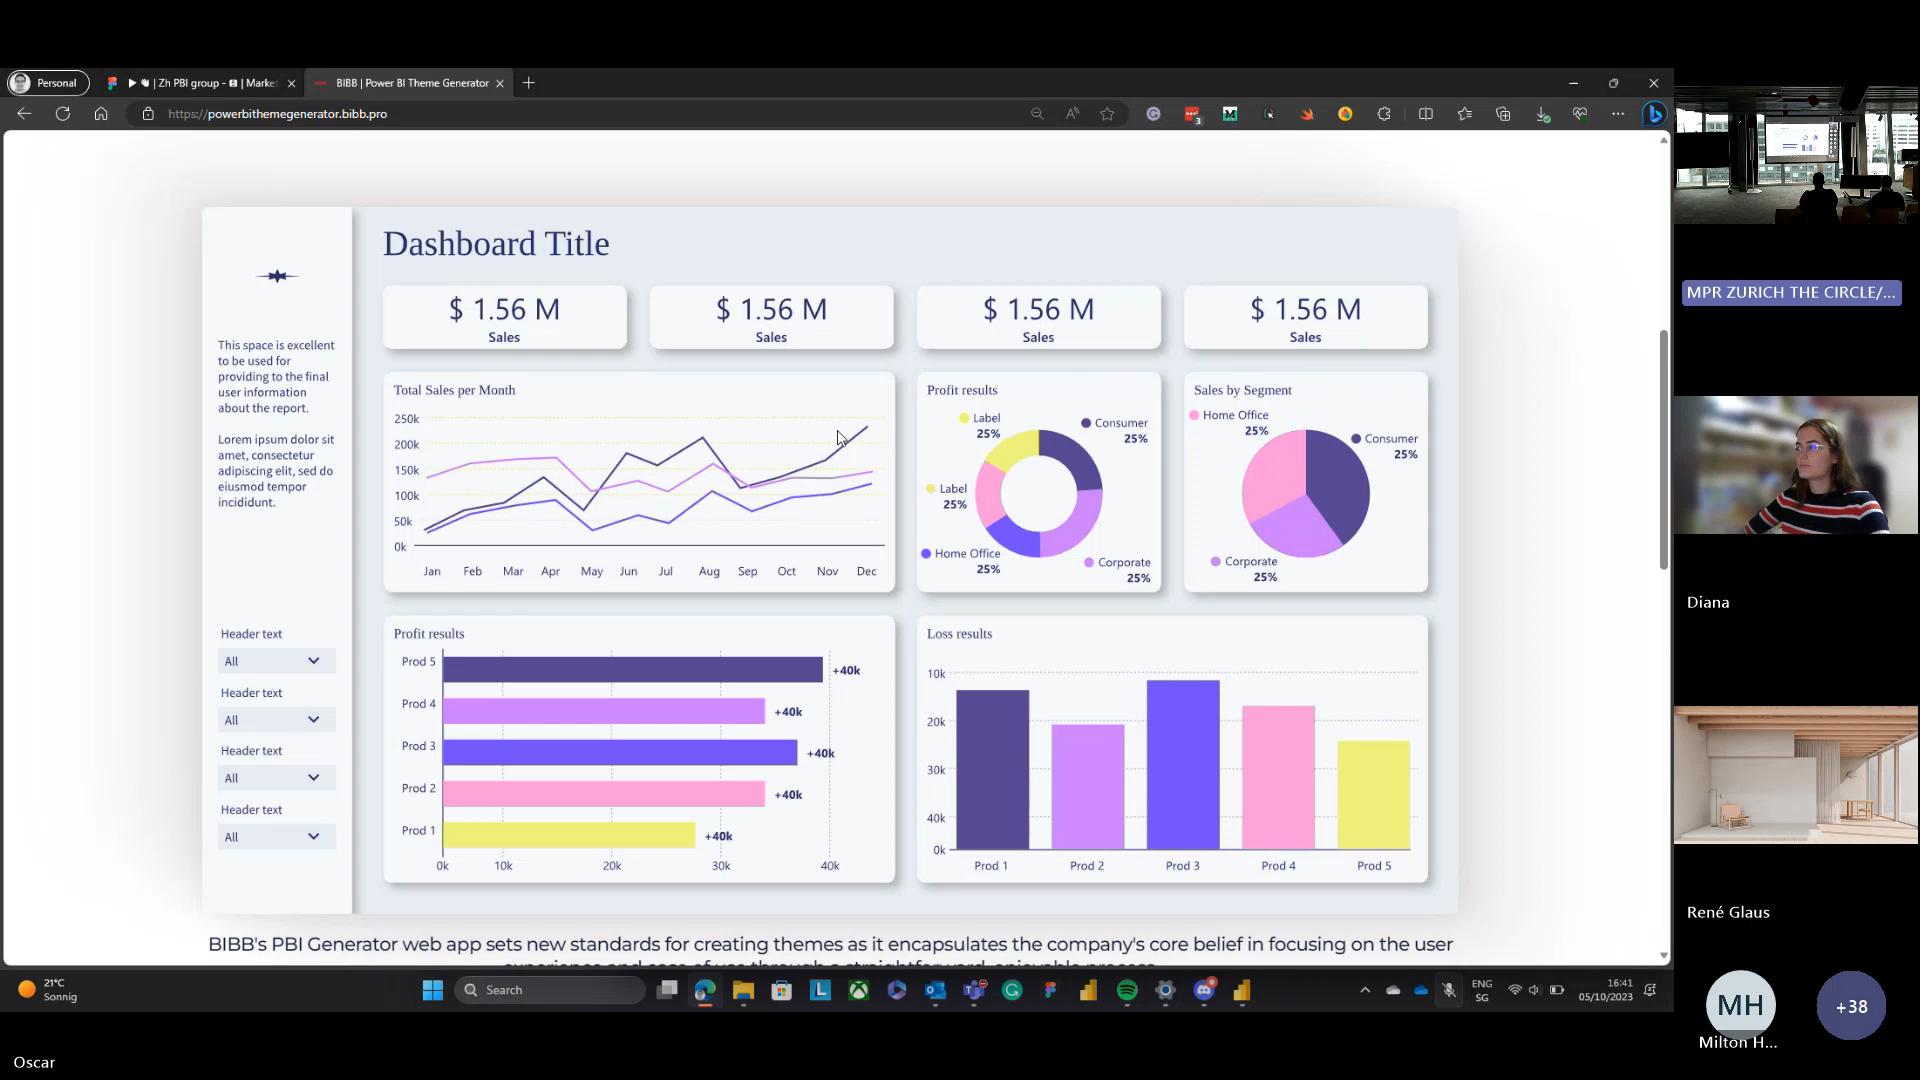 Personal
| Zh PBI group - | Market
BIBB | Power BI Theme Generator
https://powerbithemegenerator.bibb.pro
3
Dashboard Title
$ 1.56 M
Sales
$ 1.56 M
Sales
$ 1.56 M
Sales
$ 1.56 M
Sales
This space is excellent
to be used for
providing to the final
user information
about the report.
Lorem ipsum dolor sit
amet, consectetur
adipiscing elit, sed do
eiusmod tempor
incididunt.
Header text
All
Header text
All
Header text
All
Header text
All
Total Sales per Month
250k
200k
150k
100k
50k
0k
Jan Feb Mar Apr May Jun Jul Aug Sep Oct Nov Dec
Profit results
Label
25%
Consumer
25%
Label
25%
Home Office
25%
Corporate
25%
Sales by Segment
Home Office
25%
Consumer
25%
Corporate
25%
Profit results
Prod 5
+40k
Prod 4
+40k
Prod 3
+40k
Prod 2
+40k
Prod 1
+40k
0k 10k 20k 30k 40k
Loss results
10k
20k
30k
40k
0k
Prod 1 Prod 2 Prod 3 Prod 4 Prod 5
BIBB's PBI Generator web app sets new standards for creating themes as it encapsulates the company's core belief in focusing on the user
experience and ease of use through a straightforward, enjoyable process.
21°C
Sonnig
Search
ENG
SG
16:41
05/10/2023
MPR ZURICH THE CIRCLE/...
Diana
René Glaus
MH
Milton H...
+38
Oscar